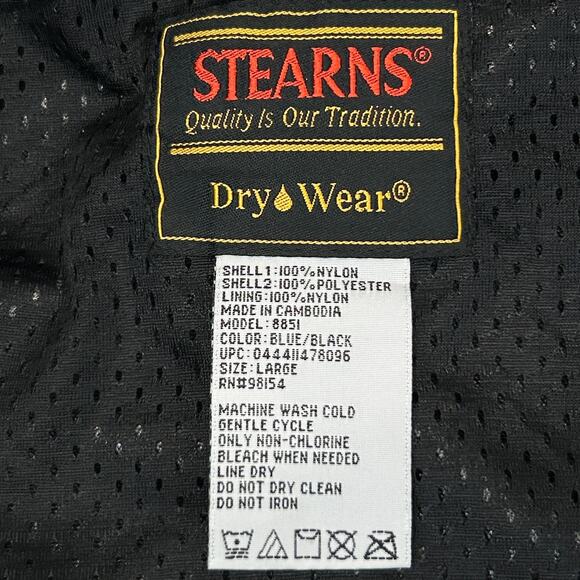 STEARNS®
Quality Is Our Tradition.
Dry Wear®
SHELL1:100%NYLON
SHELL2:100%POLYESTER
LINING:100%NYLON
MADE IN CAMBODIA
MODEL: 8851
COLOR: BLUE/BLACK
UPC: 044411478096
SIZE: LARGE
RN#98154
MACHINE WASH COLD
GENTLE CYCLE
ONLY NON-CHLORINE
BLEACH WHEN NEEDED
LINE DRY
DO NOT DRY CLEAN
DO NOT IRON